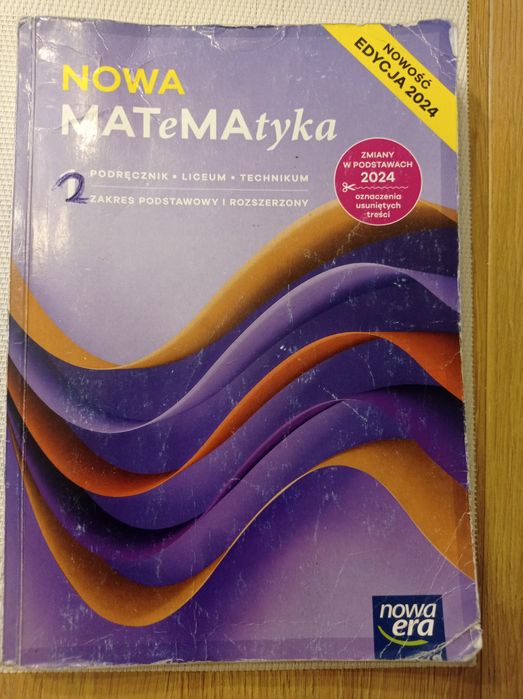 NOWA
MATeMAtyka
2
PODRĘCZNIK • LICEUM • TECHNIKUM
ZAKRES PODSTAWOWY I ROZSZERZONY
NOWOŚĆ
EDYCJA 2024
ZMIANY
W PODSTAWACH
2024
oznaczenia
usuniętych
treści
nowa
era